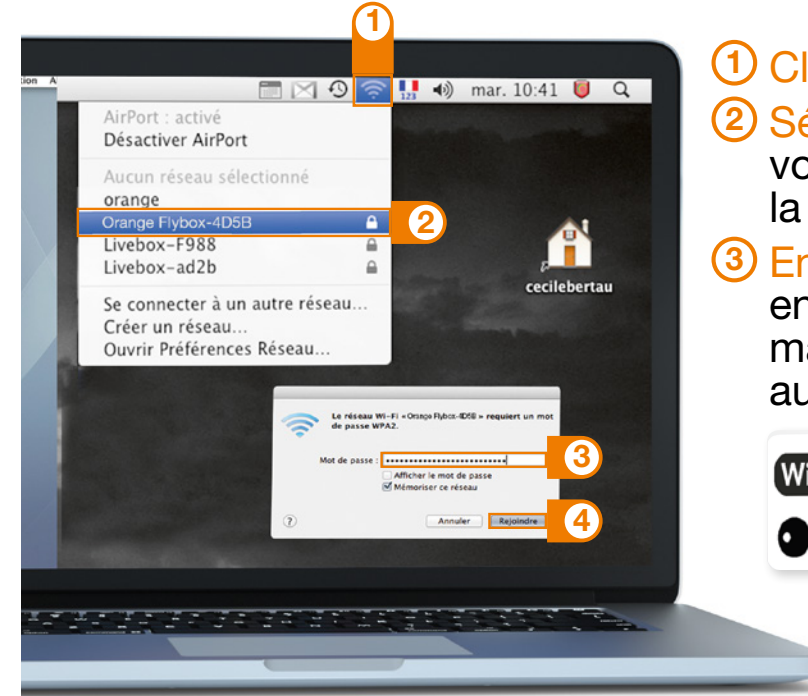 1
tion
mar. 10:41
123
AirPort : activé
Désactiver AirPort
Aucun réseau sélectionné
orange
Orange Flybox-4D5B
2
Livebox-F988
Livebox-ad2b
Se connecter à un autre réseau...
Créer un réseau...
Ouvrir Préférences Réseau...
cecilebertau
Le réseau Wi-Fi «Orange Flybox-4D5B » requiert un mot
de passe WPA2.
Mot de passe :
3
Afficher le mot de passe
Mémoriser ce réseau
?
Annuler
Rejoindre
4
1 Cl
2 Sé
vo
la
3 En
en
ma
au
Wi